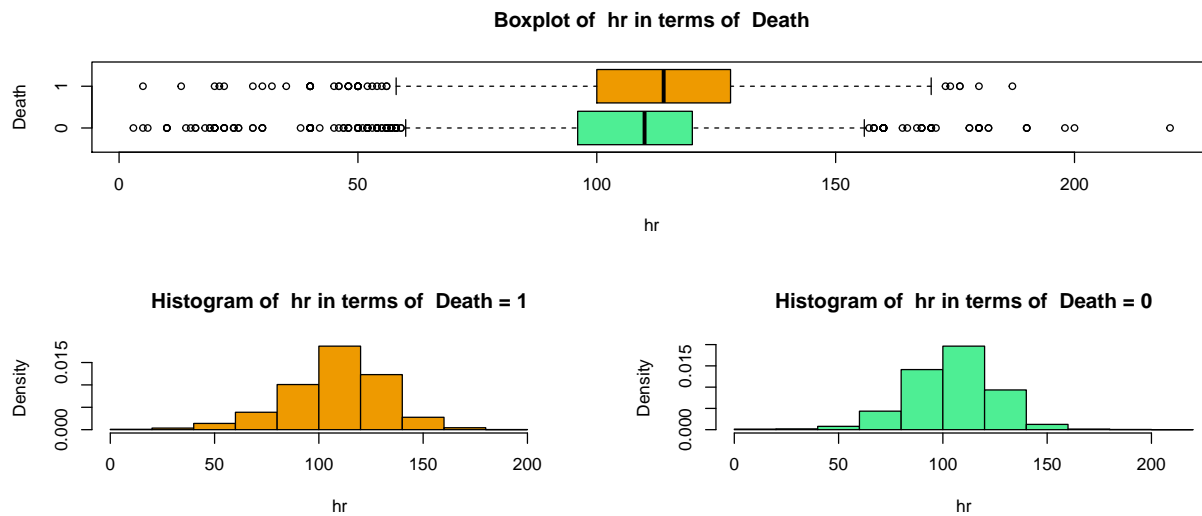 Boxplot of  hr in terms of  Death
Death
1
0
0 50 100 150 200
hr
Histogram of  hr in terms of  Death = 1
Density
0.015
0.000
0 50 100 150 200
hr
Histogram of  hr in terms of  Death = 0
Density
0.015
0.000
0 50 100 150 200
hr